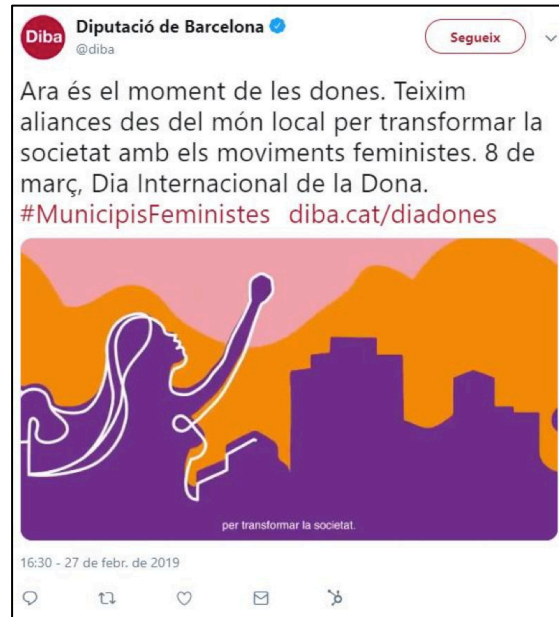 Diba
Diputació de Barcelona
@diba
Segueix
Ara és el moment de les dones. Teixim
aliances des del món local per transformar la
societat amb els moviments feministes. 8 de
març, Dia Internacional de la Dona.
#MunicipisFeministes diba.cat/diadones
per transformar la societat.
16:30 - 27 de febr. de 2019